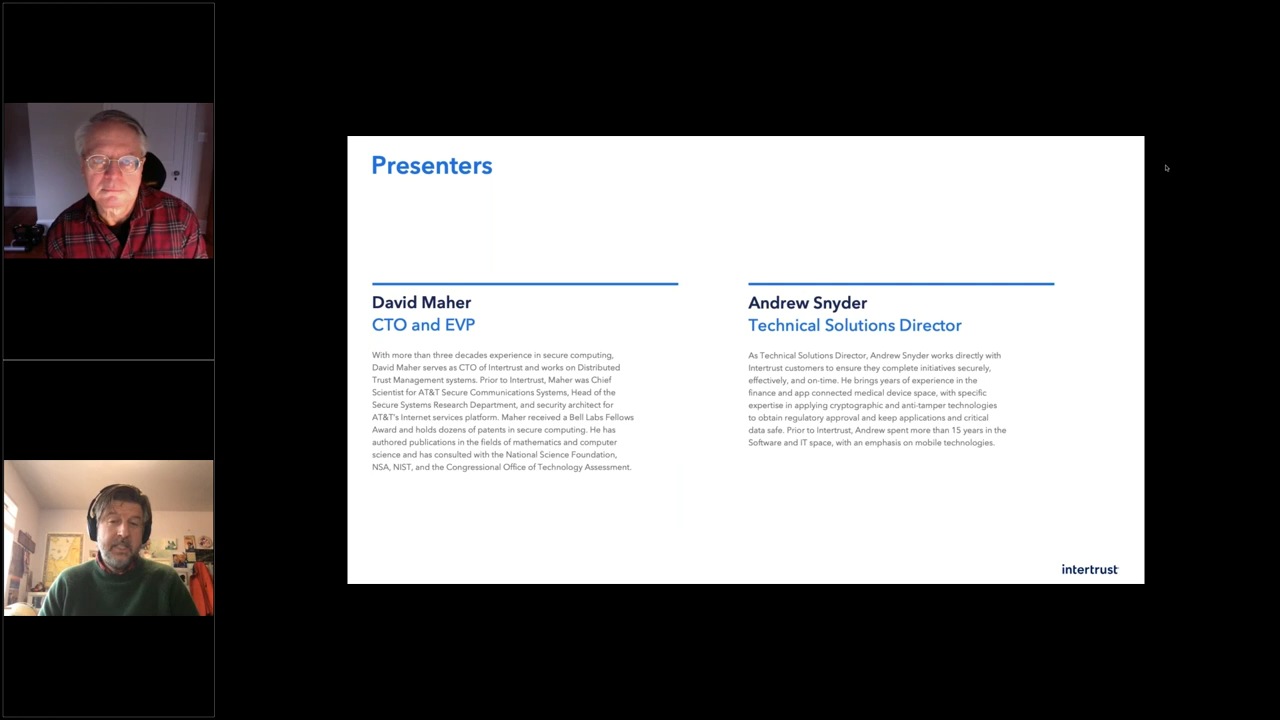 Presenters
David Maher
CTO and EVP
With more than three decades experience in secure computing,
David Maher serves as CTO of Intertrust and works on Distributed
Trust Management systems. Prior to Intertrust, Maher was Chief
Scientist for AT&T Secure Communications Systems, Head of the
Secure Systems Research Department, and security architect for
AT&T's Internet services platform. Maher received a Bell Labs Fellows
Award and holds dozens of patents in secure computing. He has
authored publications in the fields of mathematics and computer
science and has consulted with the National Science Foundation,
NSA, NIST, and the Congressional Office of Technology Assessment.
Andrew Snyder
Technical Solutions Director
As Technical Solutions Director, Andrew Snyder works directly with
Intertrust customers to ensure they complete initiatives securely,
effectively, and on-time. He brings years of experience in the
finance and app connected medical device space, with specific
expertise in applying cryptographic and anti-tamper technologies
to obtain regulatory approval and keep applications and critical
data safe. Prior to Intertrust, Andrew spent more than 15 years in the
Software and IT space, with an emphasis on mobile technologies.
intertrust